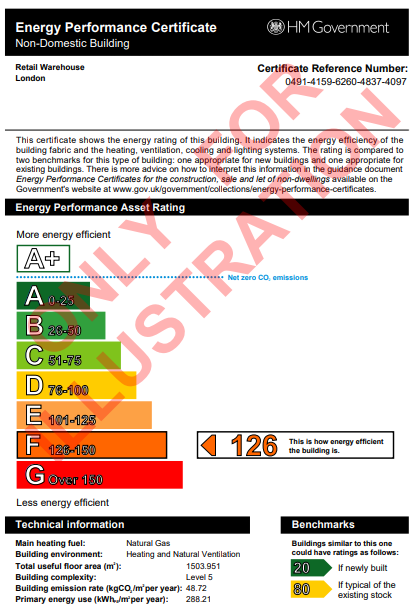 Energy Performance Certificate
HM Government
Non-Domestic Building
Retail Warehouse
London
Certificate Reference Number:
0491-4159-6260-4837-4097
This certificate shows the energy rating of this building. It indicates the energy efficiency of the
building fabric and the heating, ventilation, cooling and lighting systems. The rating is compared to
two benchmarks for this type of building: one appropriate for new buildings and one appropriate for
existing buildings. There is more advice on how to interpret this information in the guidance document
Energy Performance Certificates for the construction, sale and let of non-dwellings available on the
Government's website at www.gov.uk/government/collections/energy-performance-certificates.
ONLY FOR
ILLUSTRATION
Energy Performance Asset Rating
More energy efficient
A+
Net zero CO₂ emissions
A 0-25
B 26-50
C 51-75
D 76-100
E 101-125
F 126-150
126
This is how energy efficient
the building is.
G Over 150
Less energy efficient
Technical information
Main heating fuel: Natural Gas
Building environment: Heating and Natural Ventilation
Total useful floor area (m²): 1503.951
Building complexity: Level 5
Building emission rate (kgCO₂/m²per year): 48.72
Primary energy use (kWh/m²per year): 288.21
Benchmarks
Buildings similar to this one
could have ratings as follows:
20 If newly built
80 If typical of the
existing stock